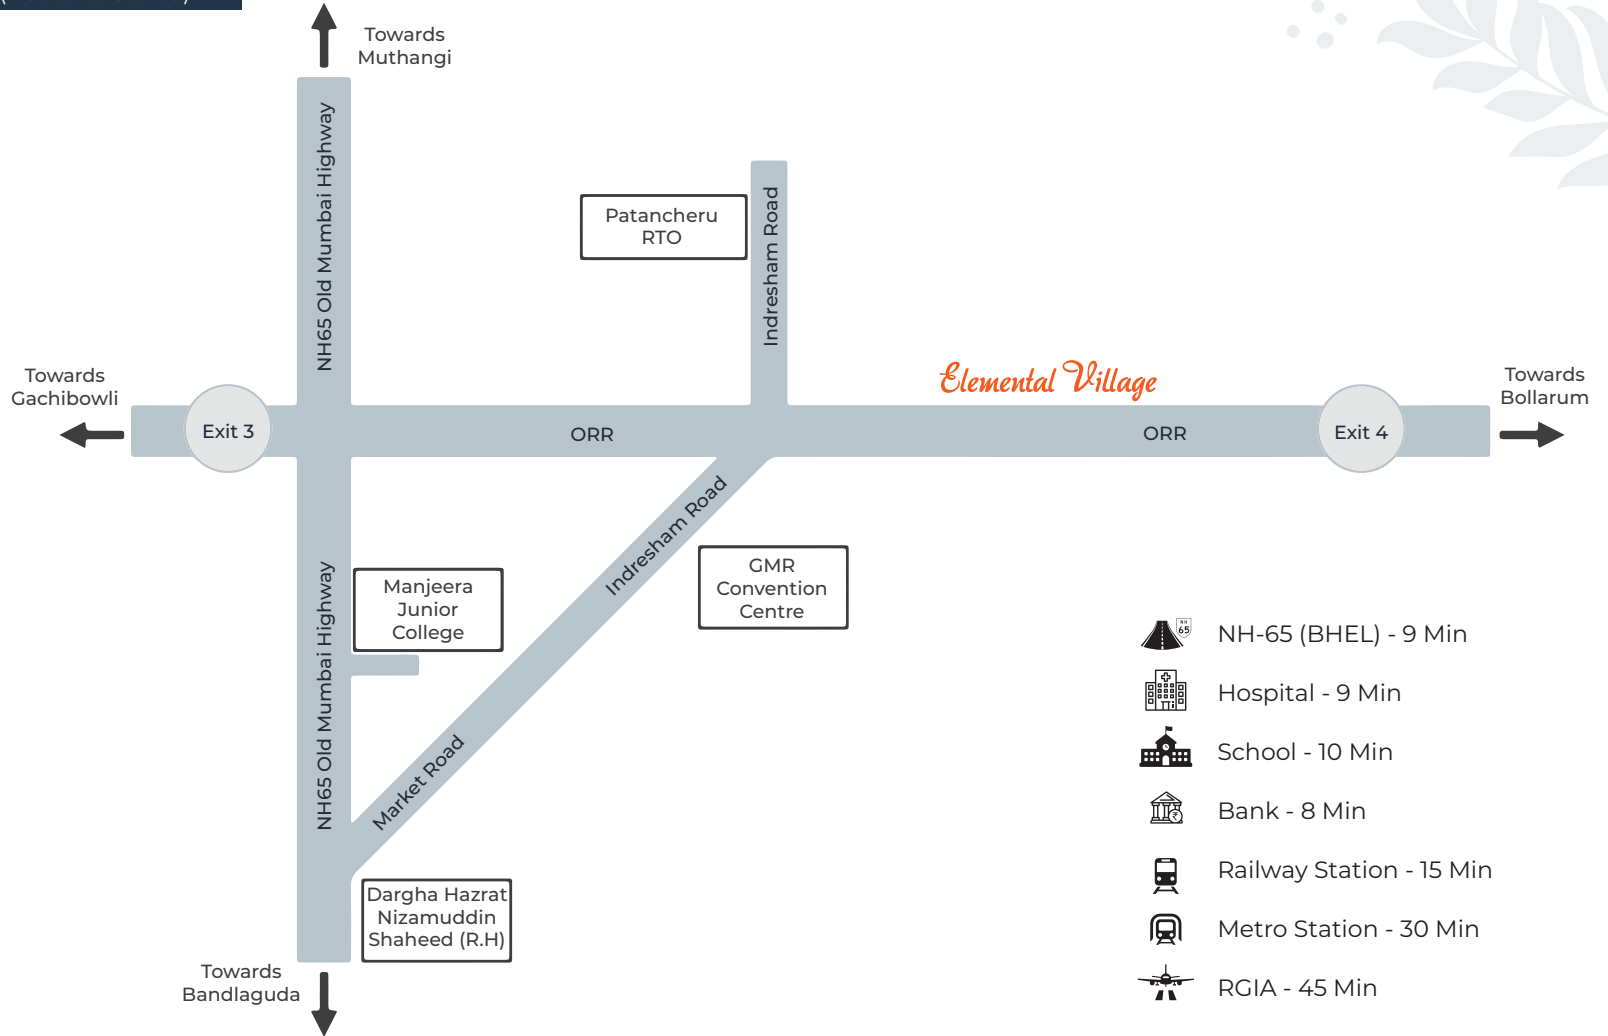 Towards
Muthangi
NH65 Old Mumbai Highway
Patancheru
RTO
Indresham Road
Elemental Village
Towards
Gachibowli
Exit 3
ORR
ORR
Exit 4
Towards
Bollarum
Indresham Road
GMR
Convention
Centre
Manjeera
Junior
College
NH65 Old Mumbai Highway
Market Road
Dargha Hazrat
Nizamuddin
Shaheed (R.H)
Towards
Bandlaguda
NH
65
NH-65 (BHEL) - 9 Min
Hospital - 9 Min
School - 10 Min
Bank - 8 Min
Railway Station - 15 Min
Metro Station - 30 Min
RGIA - 45 Min